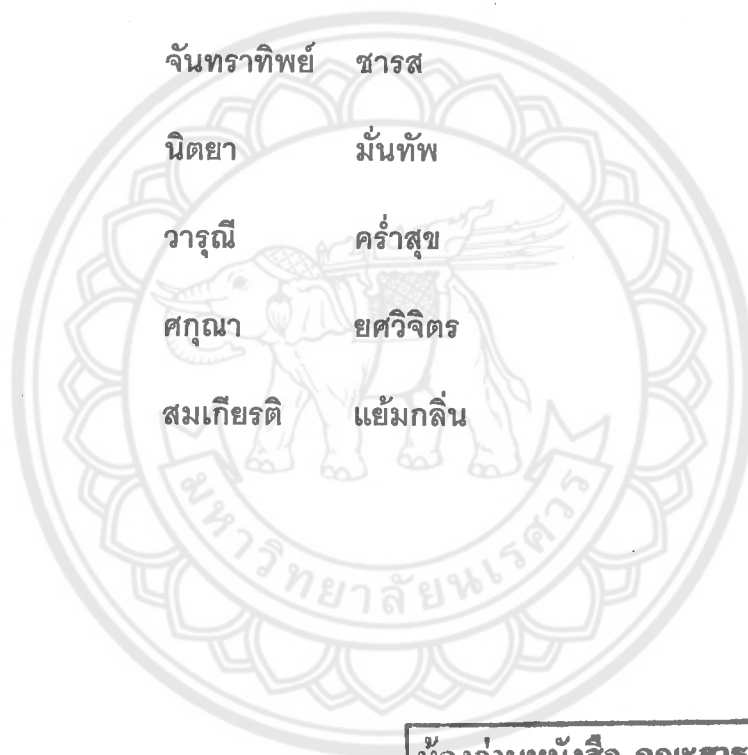 จันทราทิพย์ ชารส
นิตยา มั่นทัพ
วารุณี คร่ำสุข
ศกุณา ยศวิจิตร
สมเกียรติ แย้มกลิ่น
มหาวิทยาลัยนเรศวร